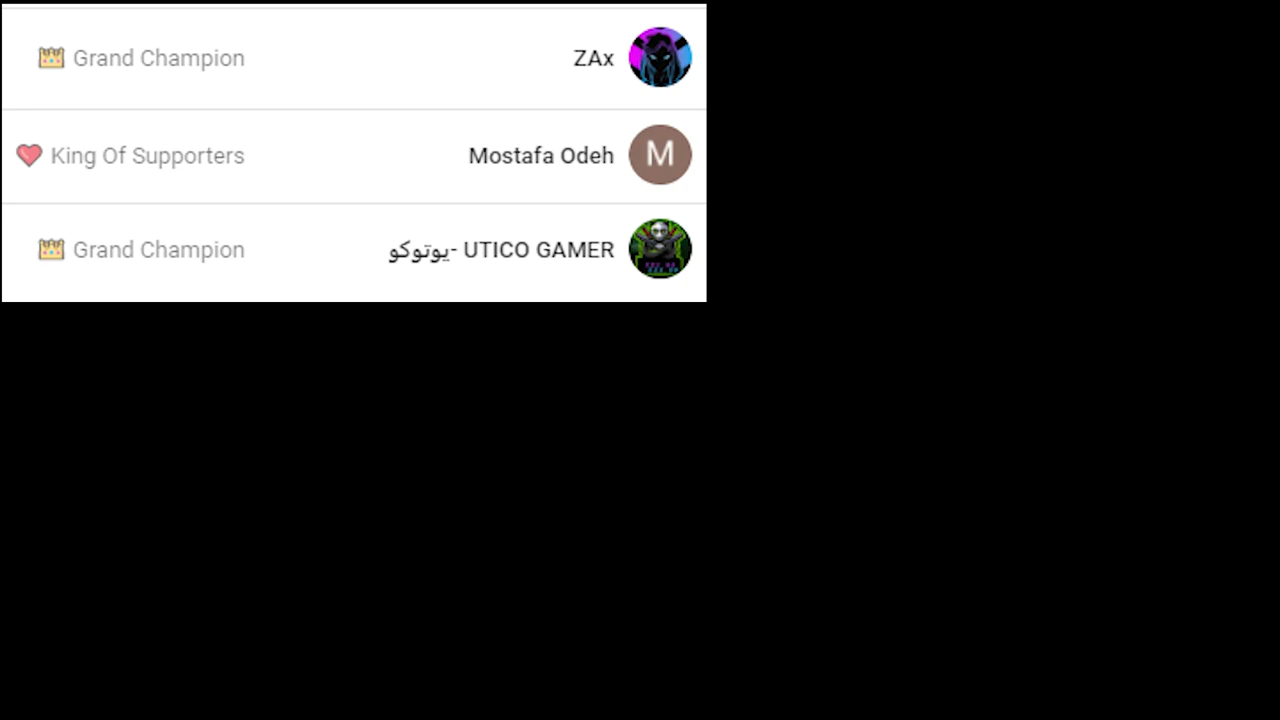 👑 Grand Champion ZAx
❤️ King Of Supporters Mostafa Odeh M
👑 Grand Champion UTICO GAMER -يوتوكو